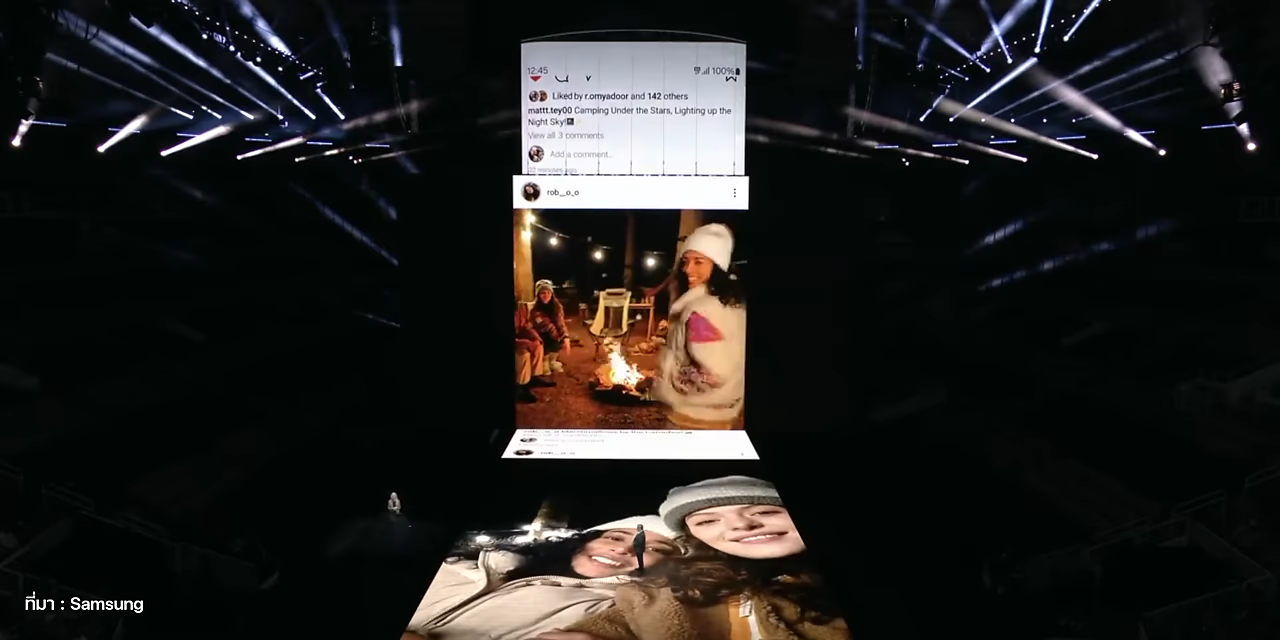 12:45
100%
Liked by r.omyadoor and 142 others
mattt.tey00 Camping Under the Stars, Lighting up the
Night Sky!
View all 3 comments
Add a comment..
rob__o_o
ที่มา : Samsung